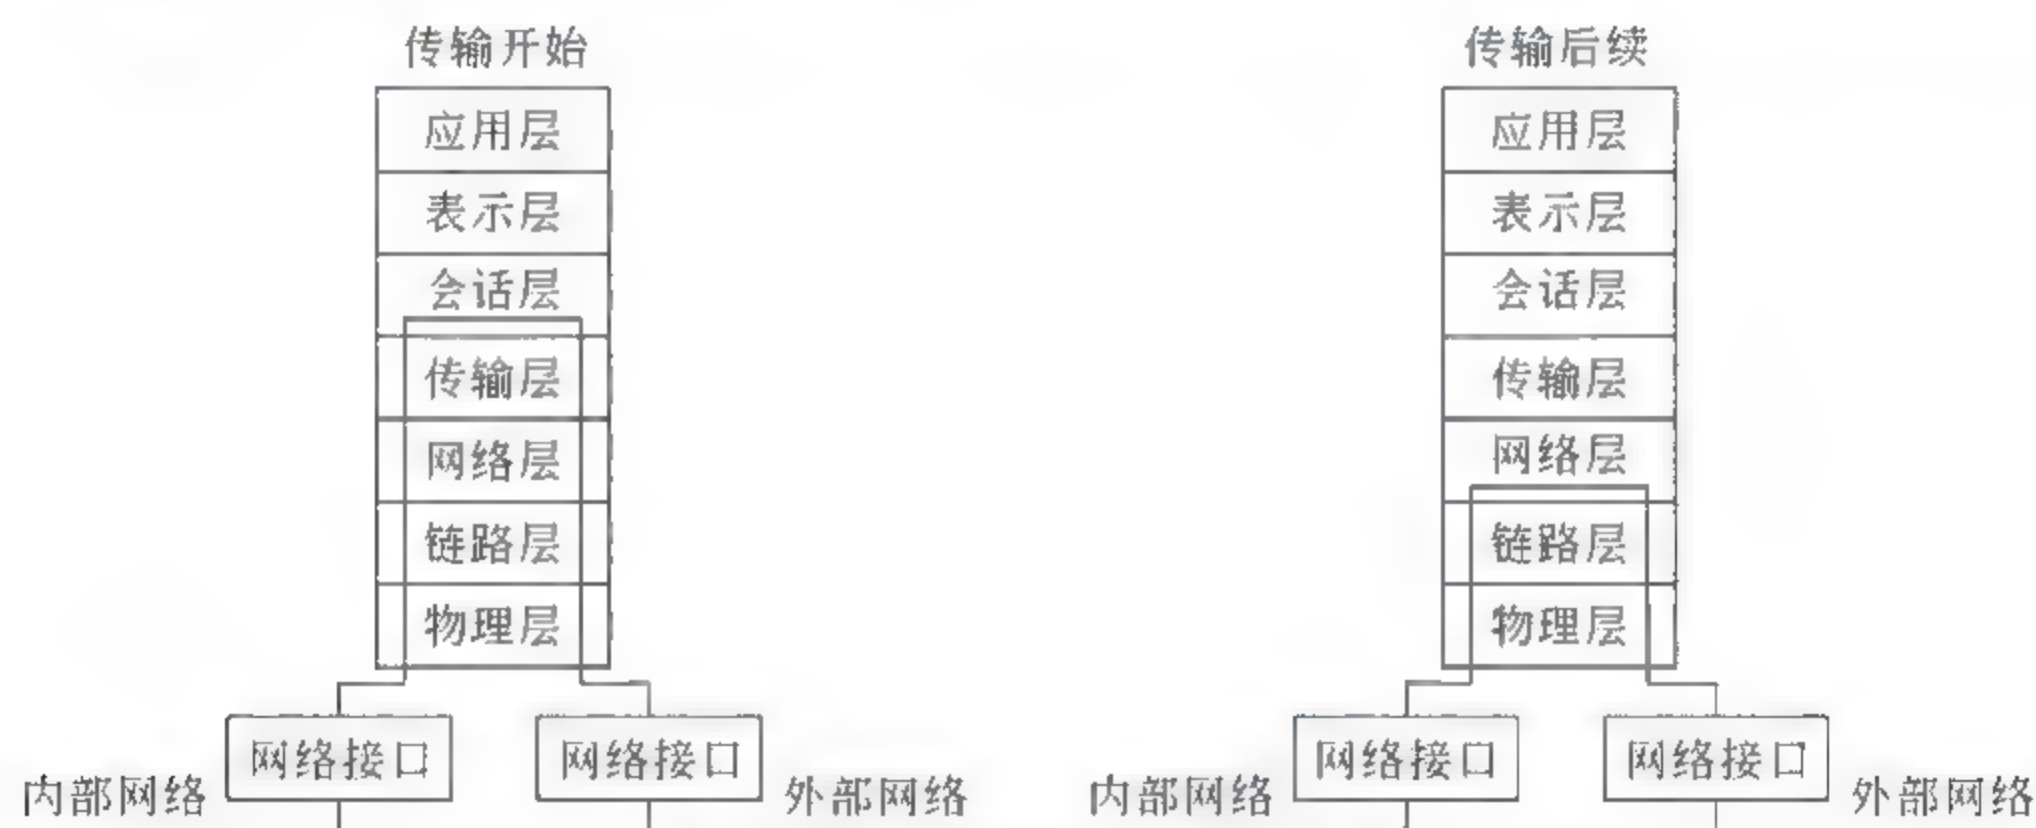 传输开始
应用层
表示层
会话层
传输层
网络层
链路层
物理层
网络接口
网络接口
内部网络
外部网络
传输后续
应用层
表示层
会话层
传输层
网络层
链路层
物理层
网络接口
网络接口
内部网络
外部网络